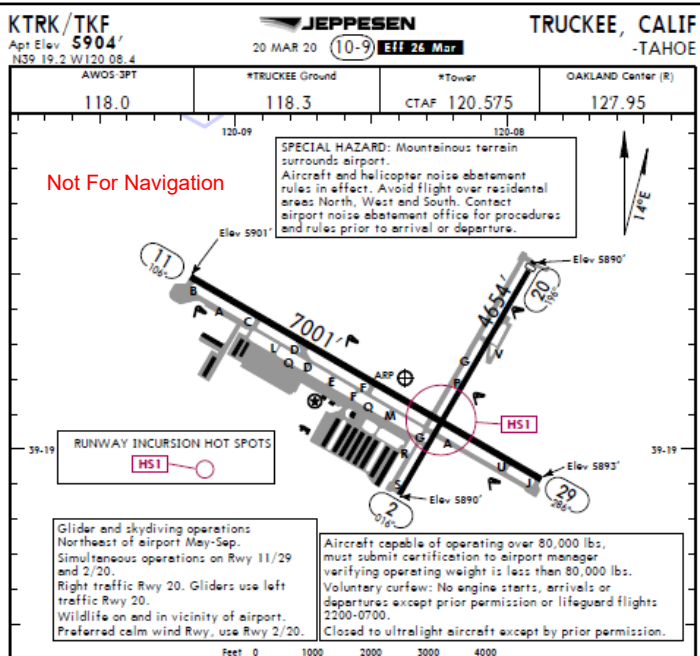 KTRK/TKF
Apt Elev 5904'
N39 19.2 W120 08.4
JEPPESEN
20 MAR 20 10-9 Eff 26 Mar
TRUCKEE, CALIF
-TAHOE
AWOS-3PT
118.0
*TRUCKEE Ground
118.3
*Tower
CTAF 120.575
OAKLAND Center (R)
127.95
120-09
120-08
Not For Navigation
SPECIAL HAZARD: Mountainous terrain
surrounds airport.
Aircraft and helicopter noise abatement
rules in effect. Avoid flight over residental
areas North, West and South. Contact
airport noise abatement office for procedures
and rules prior to arrival or departure.
14°E
Elev 5901'
11
106°
Elev 5890'
20
196°
4654'
7001'
B
A
C
L
D
Q
D
E
F
F
Q
M
ARP
G
V
P
HS1
G
A
R
U
J
S
Elev 5893'
29
286°
Elev 5890'
2
016°
39-19
39-19
RUNWAY INCURSION HOT SPOTS
HS1
Glider and skydiving operations
Northeast of airport May-Sep.
Simultaneous operations on Rwy 11/29
and 2/20.
Right traffic Rwy 20. Gliders use left
traffic Rwy 20.
Wildlife on and in vicinity of airport.
Preferred calm wind Rwy, use Rwy 2/20.
Aircraft capable of operating over 80,000 lbs,
must submit certification to airport manager
verifying operating weight is less than 80,000 lbs.
Voluntary curfew: No engine starts, arrivals or
departures except prior permission or lifeguard flights
2200-0700.
Closed to ultralight aircraft except by prior permission.
Feet 0 1000 2000 3000 4000